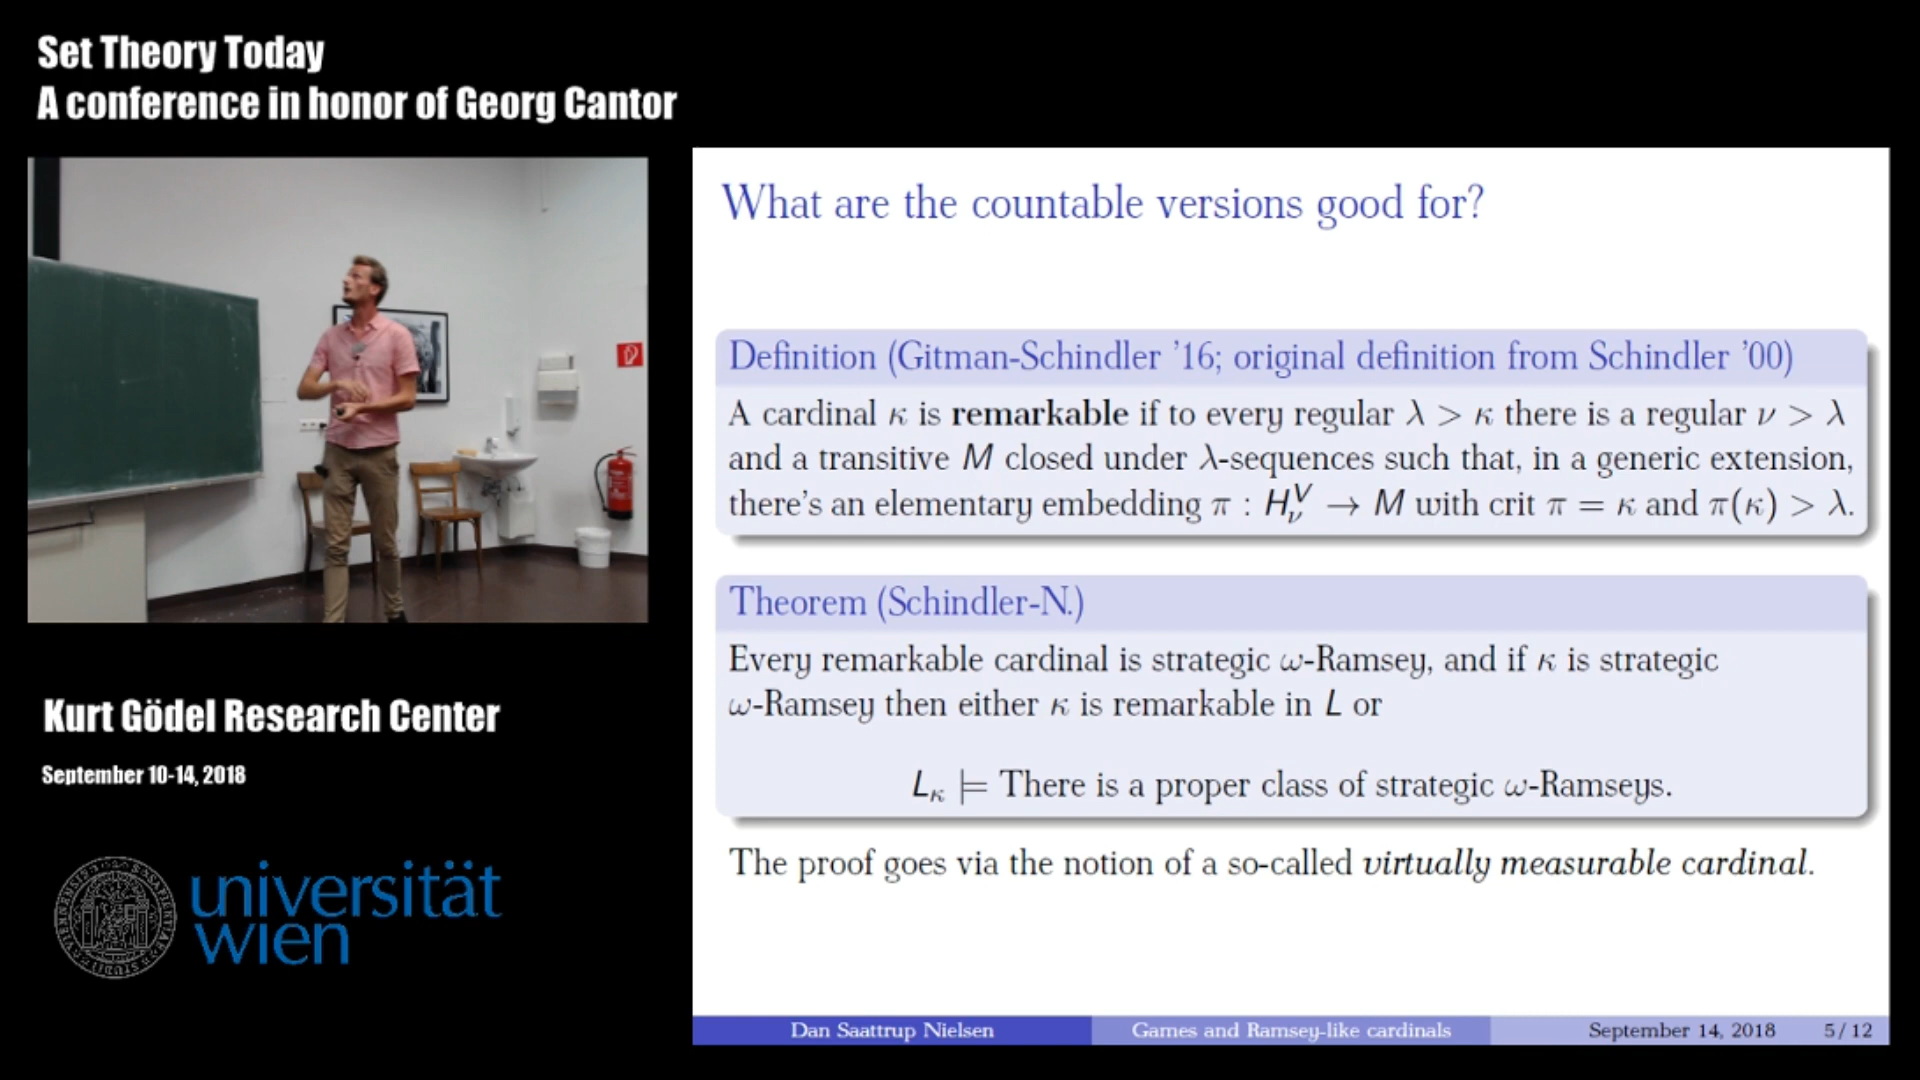 Set Theory Today
A conference in honor of Georg Cantor
What are the countable versions good for?
Definition (Gitman-Schindler '16; original definition from Schindler '00)
A cardinal κ is remarkable if to every regular λ > κ there is a regular ν > λ
and a transitive M closed under λ-sequences such that, in a generic extension,
there's an elementary embedding π : H_ν^V → M with crit π = κ and π(κ) > λ.
Theorem (Schindler-N.)
Every remarkable cardinal is strategic ω-Ramsey, and if κ is strategic
ω-Ramsey then either κ is remarkable in L or
L_κ ⊨ There is a proper class of strategic ω-Ramseys.
The proof goes via the notion of a so-called virtually measurable cardinal.
Dan Saattrup Nielsen
Games and Ramsey-like cardinals
September 14, 2018
5 / 12
Kurt Gödel Research Center
September 10-14, 2018
universität
wien